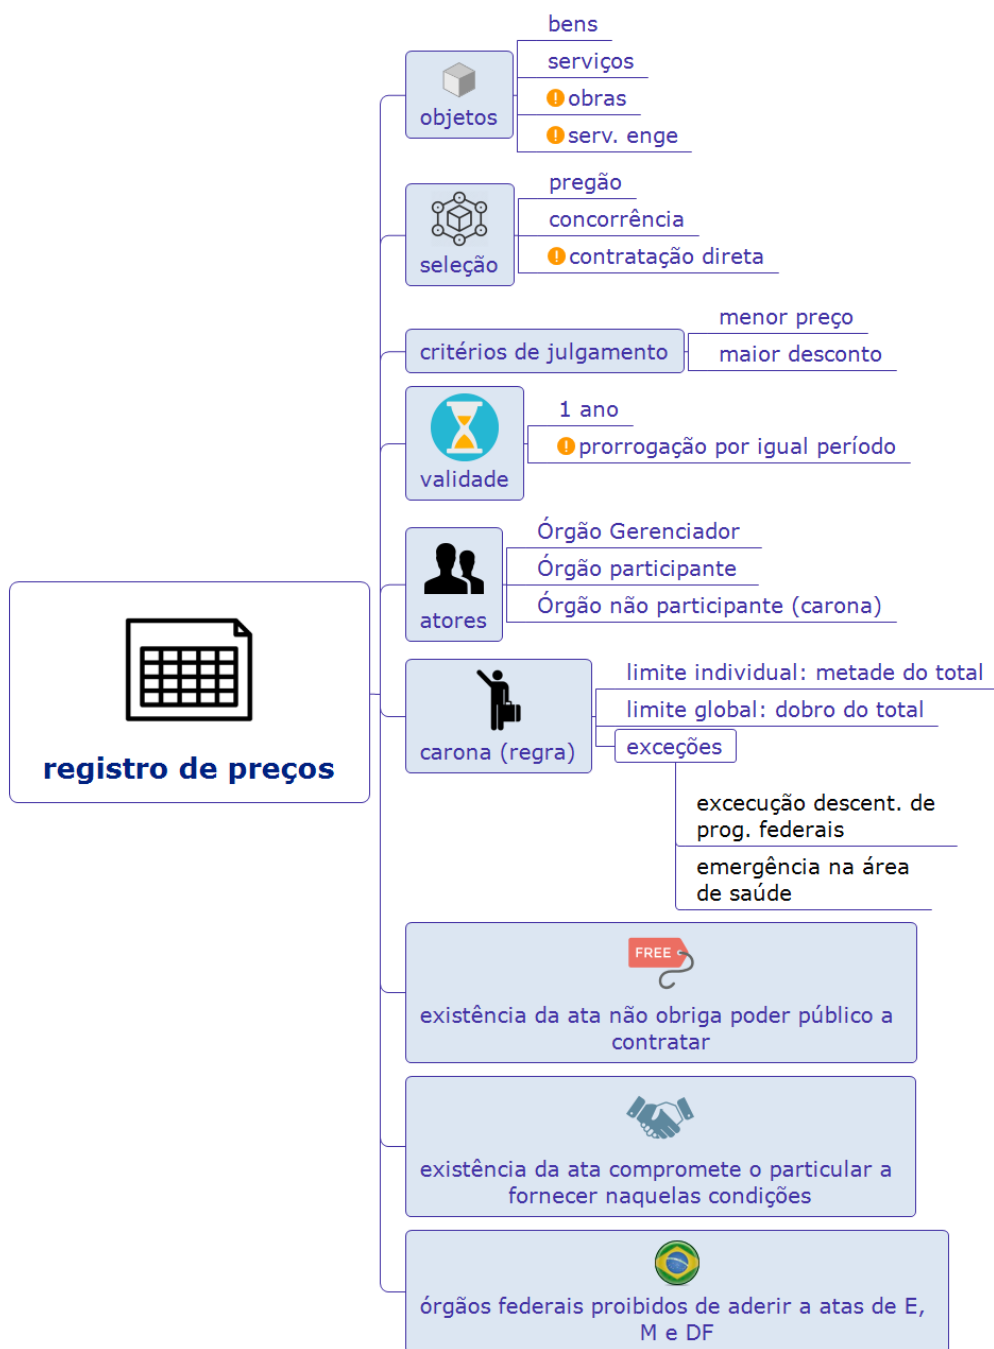 bens
serviços
obras
serv. enge
objetos
pregão
concorrência
contratação direta
seleção
menor preço
maior desconto
critérios de julgamento
1 ano
prorrogação por igual período
validade
Órgão Gerenciador
Órgão participante
Órgão não participante (carona)
atores
registro de preços
limite individual: metade do total
limite global: dobro do total
exceções
carona (regra)
excecução descent. de
prog. federais
emergência na área
de saúde
FREE
existência da ata não obriga poder público a
contratar
existência da ata compromete o particular a
fornecer naquelas condições
órgãos federais proibidos de aderir a atas de E,
M e DF